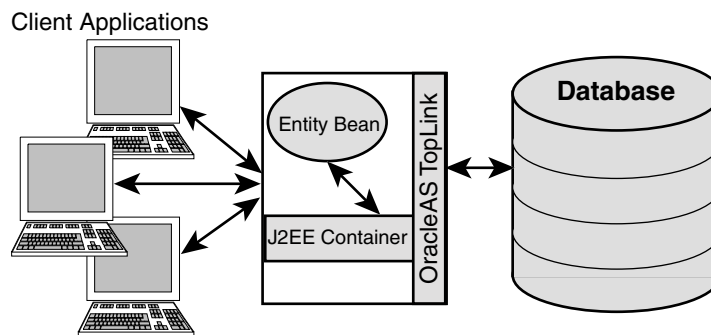 Client Applications
Entity Bean
J2EE Container
OracleAS TopLink
Database